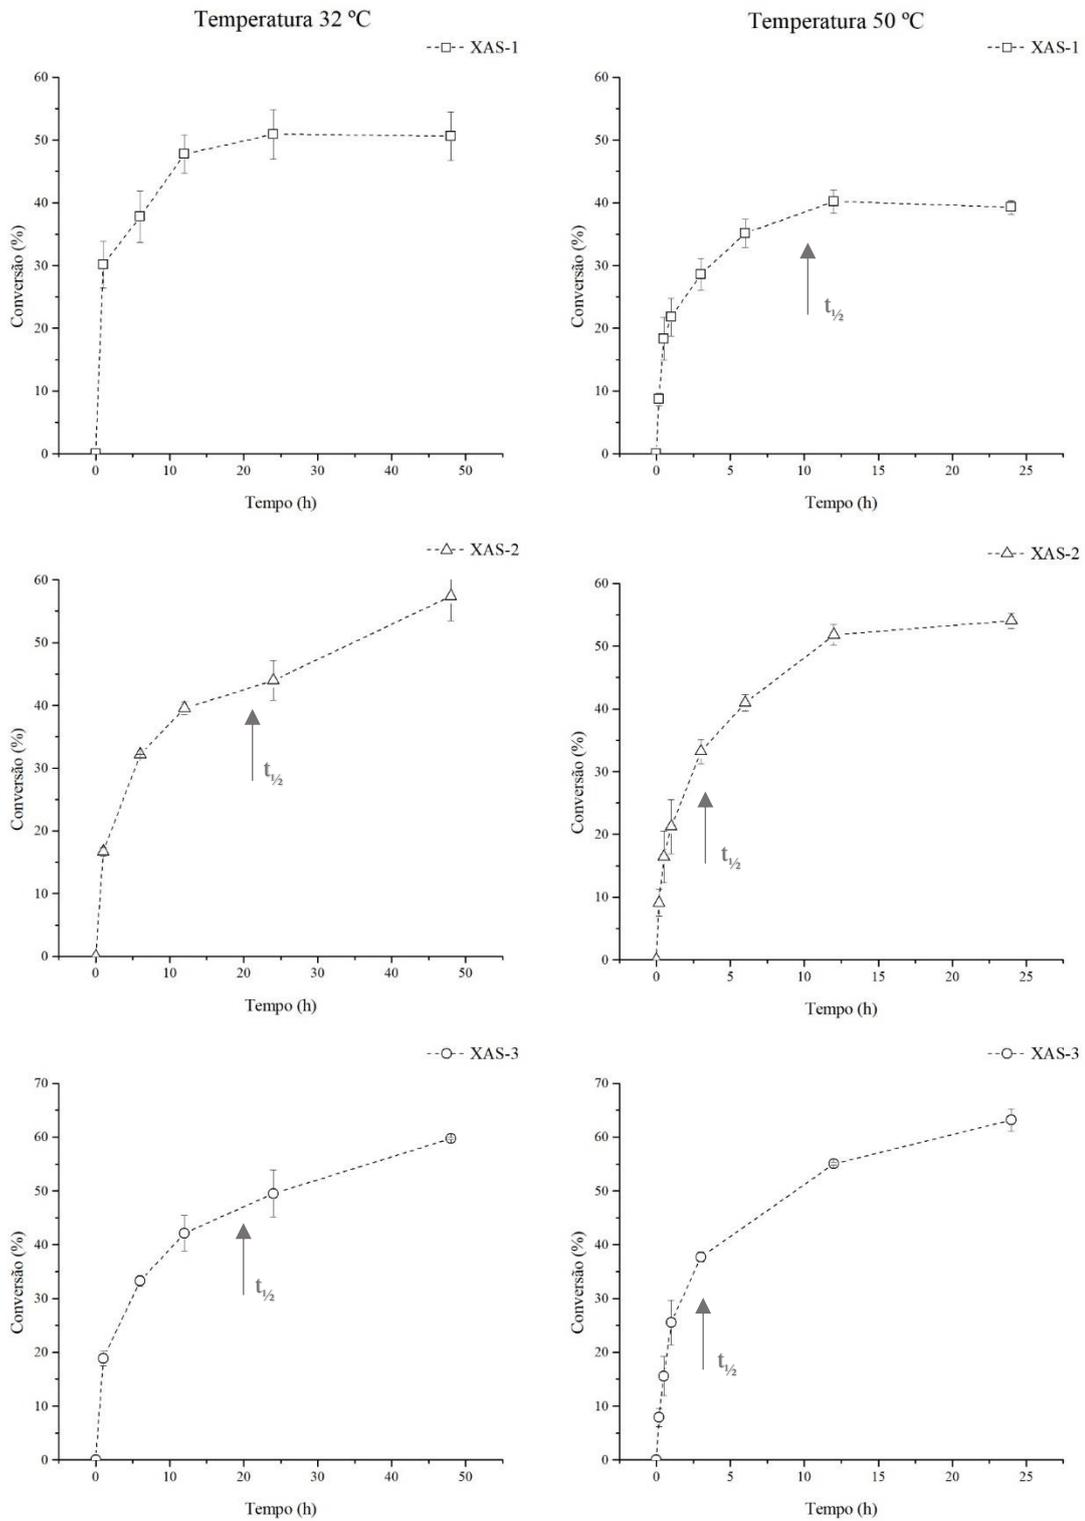 Temperatura 32 ºC
XAS-1
60
50
40
30
20
10
0
Conversão (%)
0 10 20 30 40 50
Tempo (h)
Temperatura 50 ºC
XAS-1
60
50
40
30
20
10
0
Conversão (%)
t½
0 5 10 15 20 25
Tempo (h)
XAS-2
60
50
40
30
20
10
0
Conversão (%)
t½
0 10 20 30 40 50
Tempo (h)
XAS-2
60
50
40
30
20
10
0
Conversão (%)
t½
0 5 10 15 20 25
Tempo (h)
XAS-3
70
60
50
40
30
20
10
0
Conversão (%)
t½
0 10 20 30 40 50
Tempo (h)
XAS-3
70
60
50
40
30
20
10
0
Conversão (%)
t½
0 5 10 15 20 25
Tempo (h)